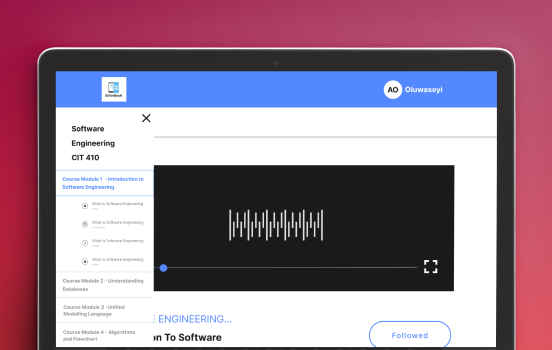 Schoolbook
AO Oluwaseyi
Software
Engineering
CIT 410
Course Module 1 - Introduction to
Software Engineering
What is Software Engineering
What is Software Engineering
What is Software Engineering
What is Software Engineering
Course Module 2 - Understanding
Databases
Course Module 3 -Unified
Modelling Language
Course Module 4 - Algorithms
and Flowchart
E ENGINEERING...
on To Software
Followed